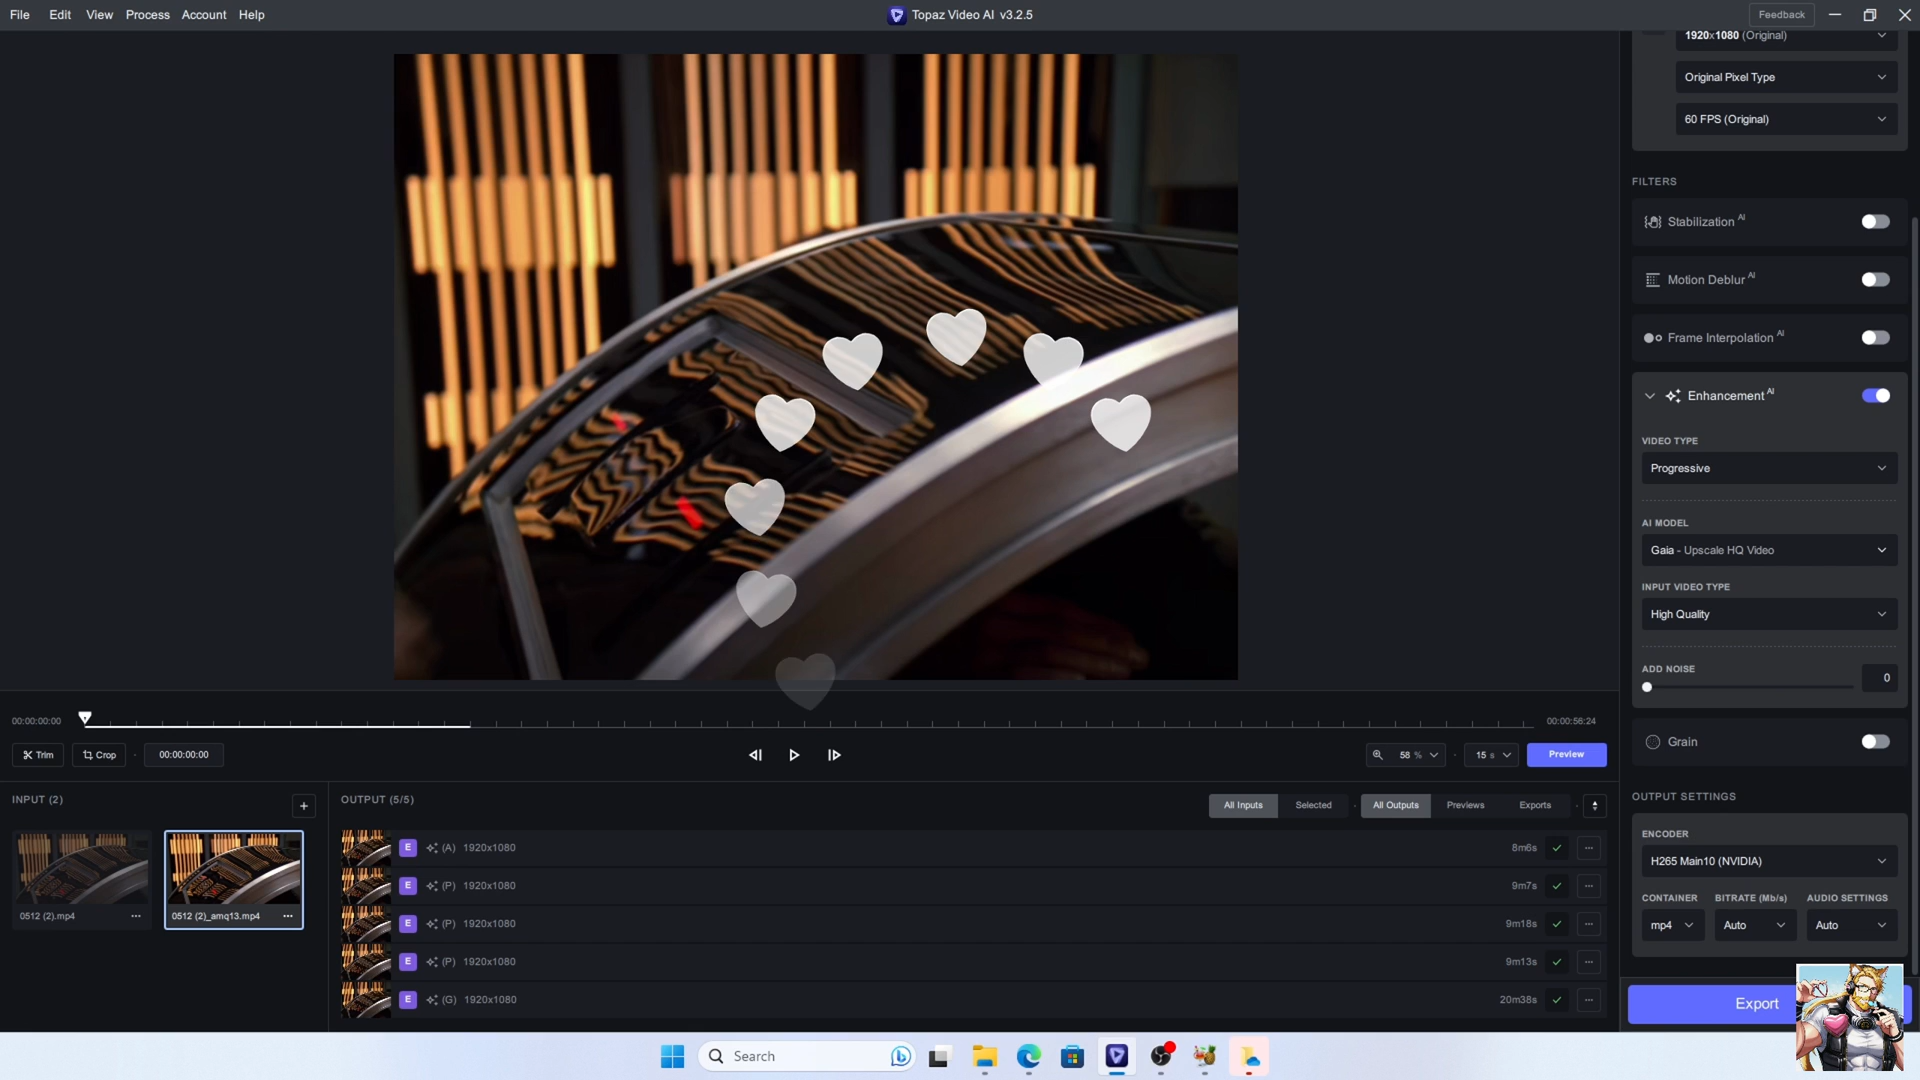 File Edit View Process Account Help
Topaz Video AI v3.2.5
Feedback
1920x1080 (Original)
Original Pixel Type
60 FPS (Original)
FILTERS
Stabilization AI
Motion Deblur AI
Frame Interpolation AI
Enhancement AI
VIDEO TYPE
Progressive
AI MODEL
Gaia - Upscale HQ Video
INPUT VIDEO TYPE
High Quality
ADD NOISE
0
Grain
OUTPUT SETTINGS
ENCODER
H265 Main10 (NVIDIA)
CONTAINER BITRATE (Mb/s) AUDIO SETTINGS
mp4 Auto Auto
Export
00:00:00:00
00:00:56:24
Trim Crop 00:00:00:00
58 % 15 s Preview
INPUT (2)
+
0512 (2).mp4
0512 (2)_amq13.mp4
OUTPUT (5/5)
All Inputs Selected All Outputs Previews Exports
E (A) 1920x1080 8m6s
E (P) 1920x1080 9m7s
E (P) 1920x1080 9m18s
E (P) 1920x1080 9m13s
E (G) 1920x1080 20m38s
Search